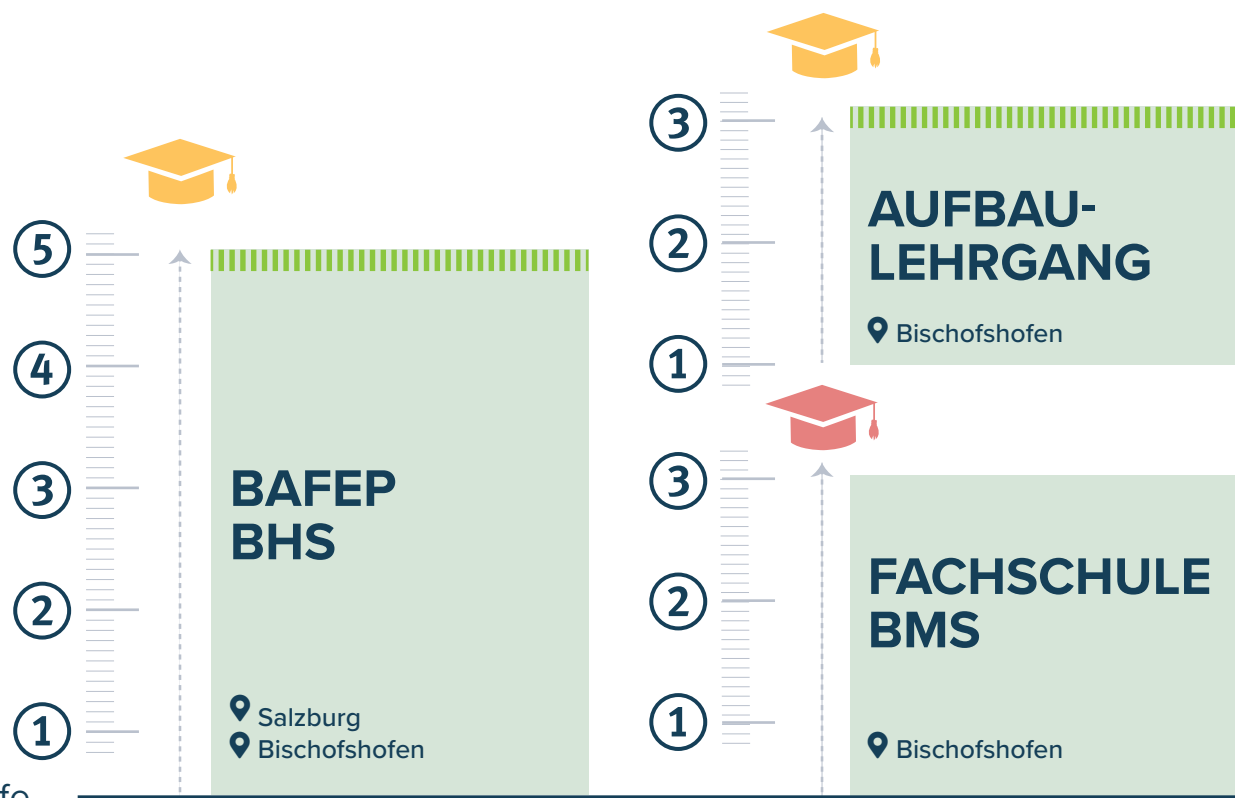 5
4
3
2
1
BAFEP
BHS
Salzburg
Bischofshofen
3
2
1
AUFBAU-
LEHRGANG
Bischofshofen
3
2
1
FACHSCHULE
BMS
Bischofshofen